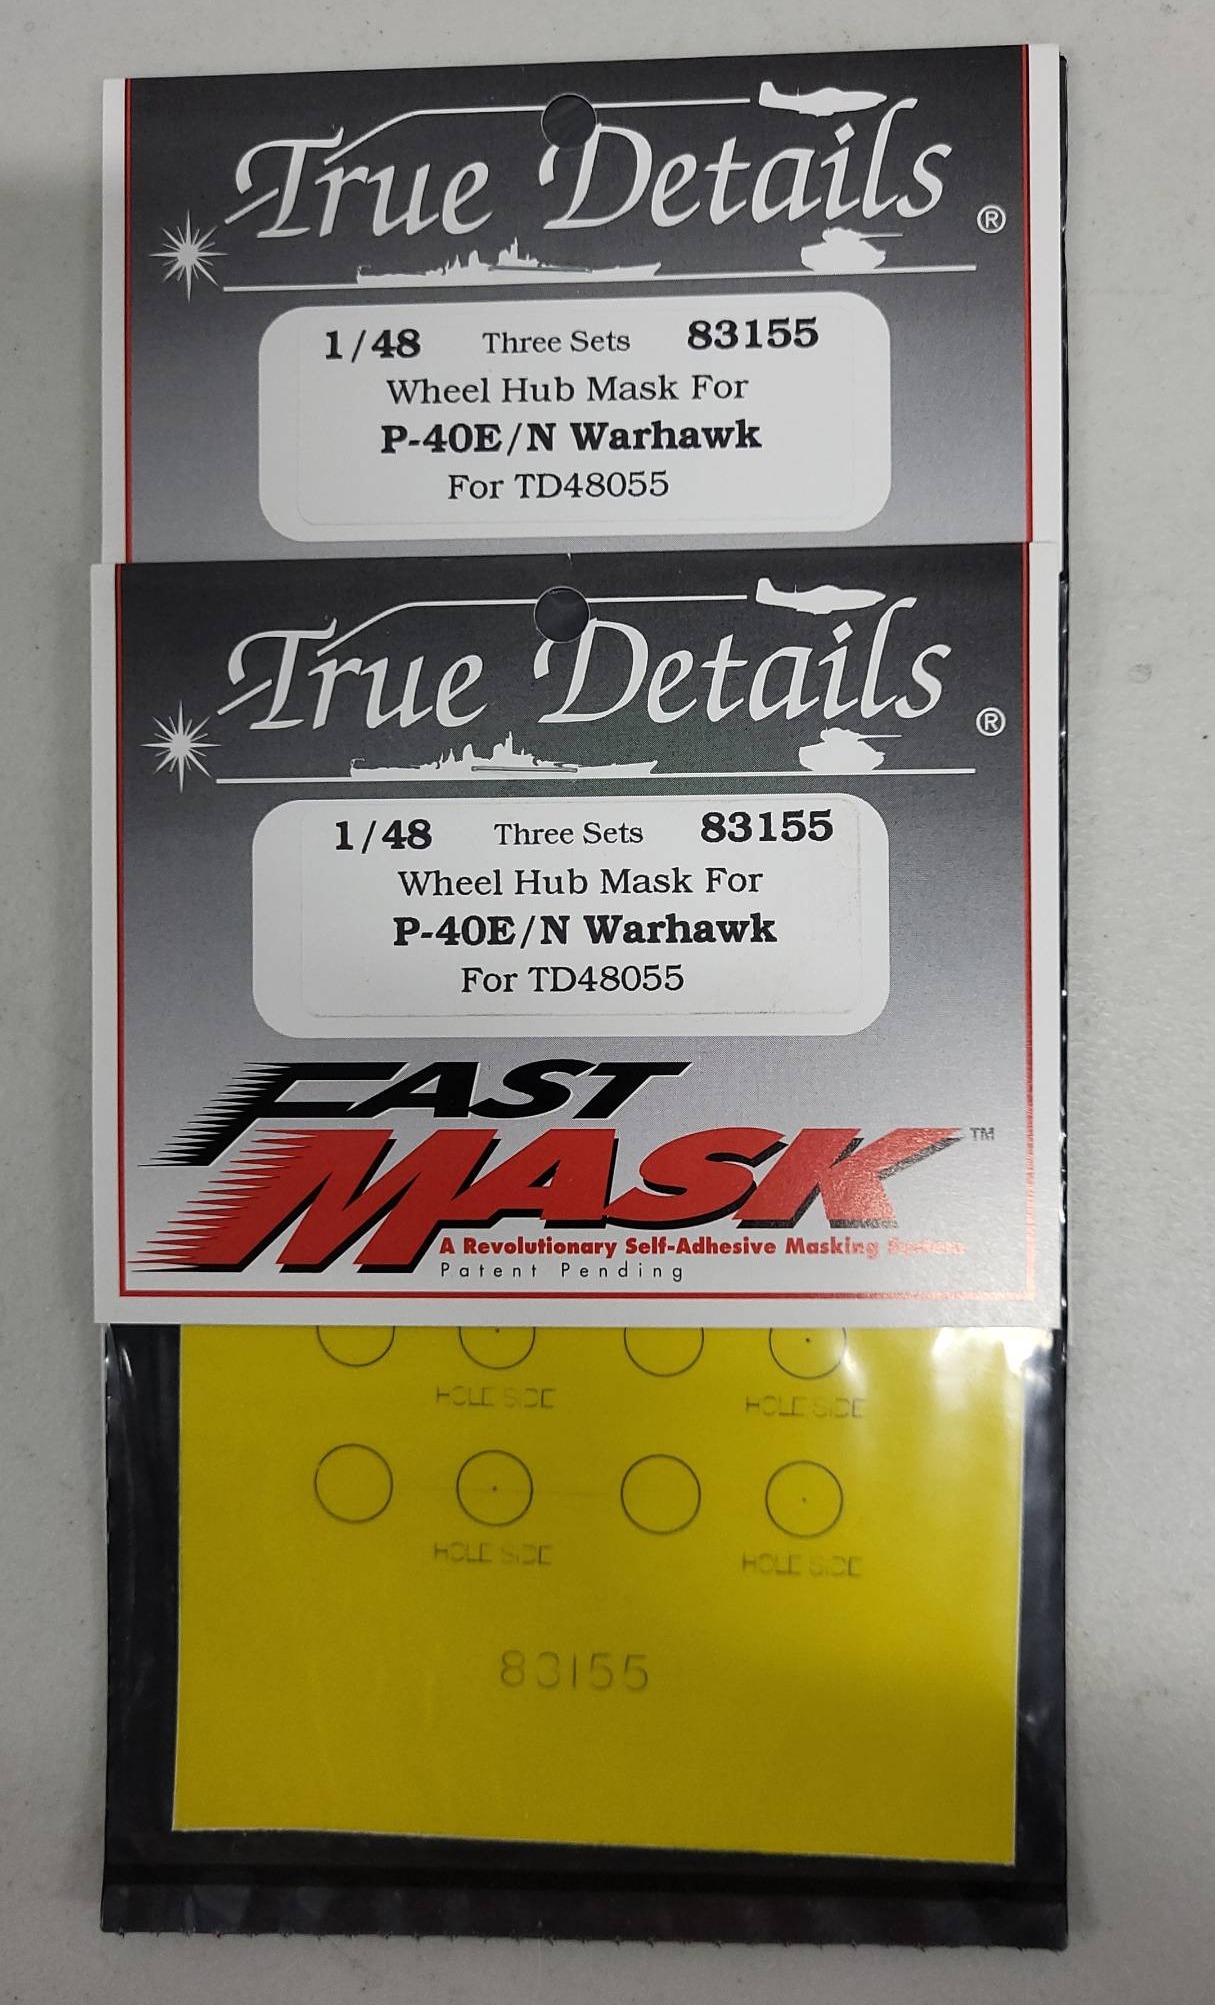 True Details ®
1/48 Three Sets 83155
Wheel Hub Mask For
P-40E/N Warhawk
For TD48055
True Details ®
1/48 Three Sets 83155
Wheel Hub Mask For
P-40E/N Warhawk
For TD48055
FAST
MASK ™
A Revolutionary Self-Adhesive Masking System
Patent Pending
HOLE SIDE HOLE SIDE
HOLE SIDE HOLE SIDE
83155